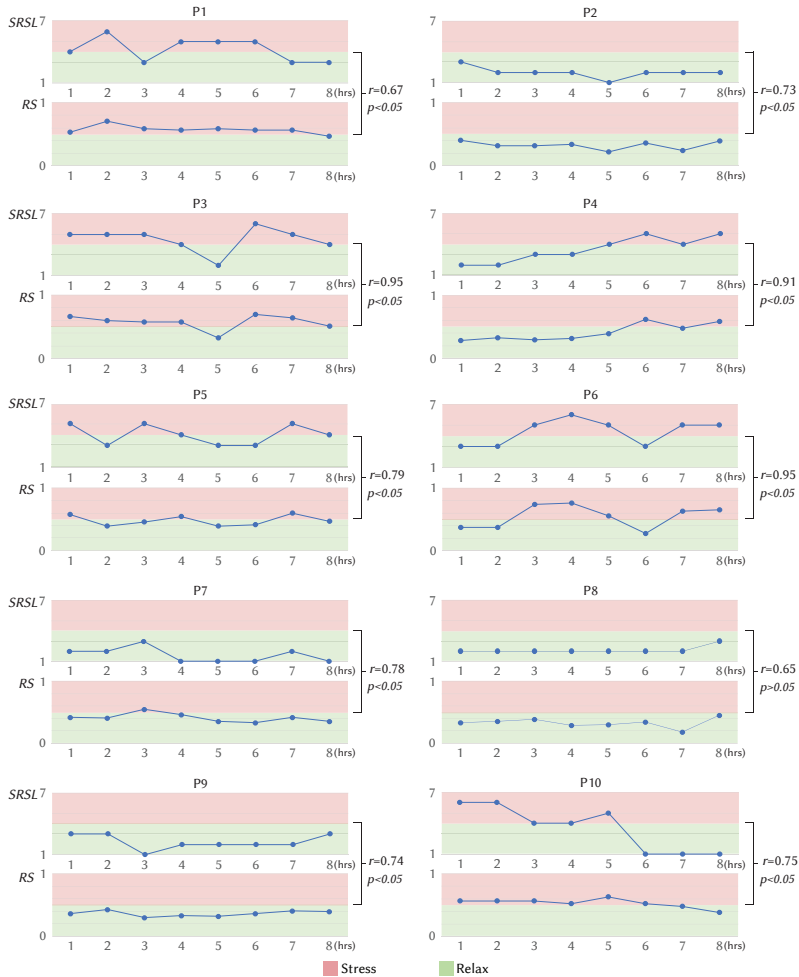 P1 P2
SRSL 7 7
1 1
1 2 3 4 5 6 7 8 (hrs) 1 2 3 4 5 6 7 8 (hrs)
r=0.67 r=0.73
p<0.05 p<0.05
RS 1 1
0 0
1 2 3 4 5 6 7 8 (hrs) 1 2 3 4 5 6 7 8 (hrs)
P3 P4
SRSL 7 7
1 1
1 2 3 4 5 6 7 8 (hrs) 1 2 3 4 5 6 7 8 (hrs)
r=0.95 r=0.91
p<0.05 p<0.05
RS 1 1
0 0
1 2 3 4 5 6 7 8 (hrs) 1 2 3 4 5 6 7 8 (hrs)
P5 P6
SRSL 7 7
1 1
1 2 3 4 5 6 7 8 (hrs) 1 2 3 4 5 6 7 8 (hrs)
r=0.79 r=0.95
p<0.05 p<0.05
RS 1 1
0 0
1 2 3 4 5 6 7 8 (hrs) 1 2 3 4 5 6 7 8 (hrs)
P7 P8
SRSL 7 7
1 1
1 2 3 4 5 6 7 8 (hrs) 1 2 3 4 5 6 7 8 (hrs)
r=0.78 r=0.65
p<0.05 p>0.05
RS 1 1
0 0
1 2 3 4 5 6 7 8 (hrs) 1 2 3 4 5 6 7 8 (hrs)
P9 P10
SRSL 7 7
1 1
1 2 3 4 5 6 7 8 (hrs) 1 2 3 4 5 6 7 8 (hrs)
r=0.74 r=0.75
p<0.05 p<0.05
RS 1 1
0 0
1 2 3 4 5 6 7 8 (hrs) 1 2 3 4 5 6 7 8 (hrs)
Stress Relax